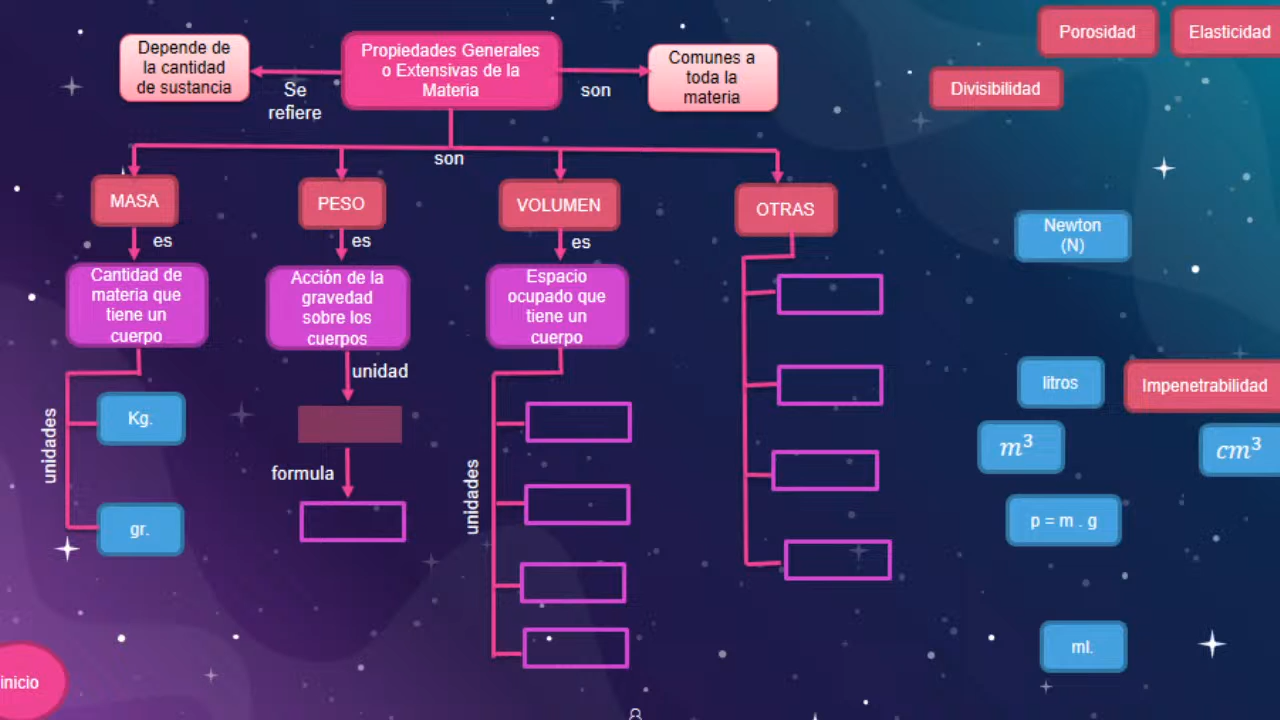 Porosidad
Elasticidad
Depende de
la cantidad
de sustancia
Propiedades Generales
o Extensivas de la
Materia
Comunes a
toda la
materia
Se
refiere
son
Divisibilidad
son
MASA
PESO
VOLUMEN
OTRAS
es
es
es
Newton
(N)
Cantidad de
materia que
tiene un
cuerpo
Acción de la
gravedad
sobre los
cuerpos
Espacio
ocupado que
tiene un
cuerpo
unidad
litros
Impenetrabilidad
unidades
Kg.
gr.
formula
unidades
m³
cm³
p = m . g
ml.
inicio